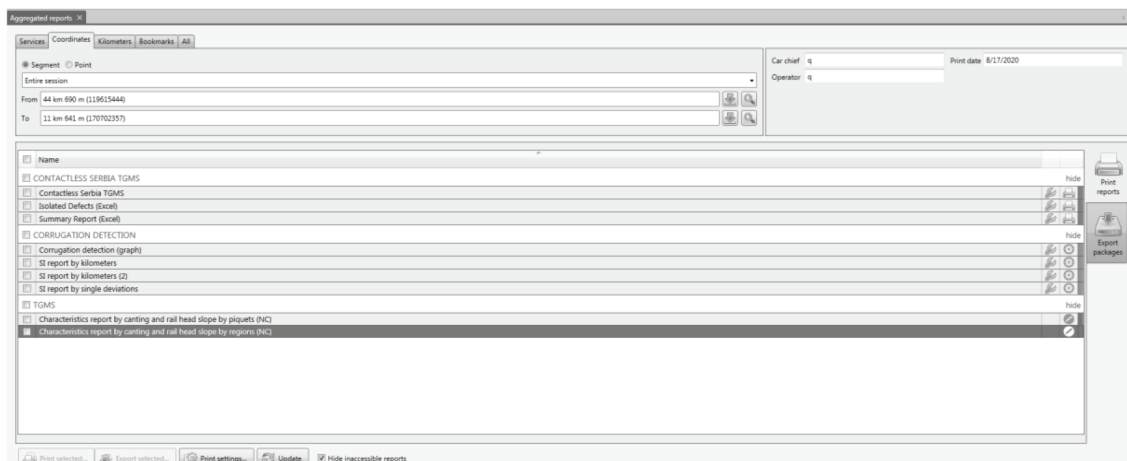 Aggregated reports
Services Coordinates Kilometers Bookmarks All
Segment Point
Entire session
From 44 km 690 m (119615444)
To 11 km 641 m (170702357)
Car chief q Print date 8/17/2020
Operator q
Name
CONTACTLESS SERBIA TGMS hide
Contactless Serbia TGMS
Isolated Defects (Excel)
Summary Report (Excel)
CORRUGATION DETECTION hide
Corrugation detection (graph)
SI report by kilometers
SI report by kilometers (2)
SI report by single deviations
TGMS hide
Characteristics report by canting and rail head slope by piquets (NC)
Characteristics report by canting and rail head slope by regions (NC)
Print
reports
Export
packages
Print selected... Export selected... Print settings... Update Hide inaccessible reports